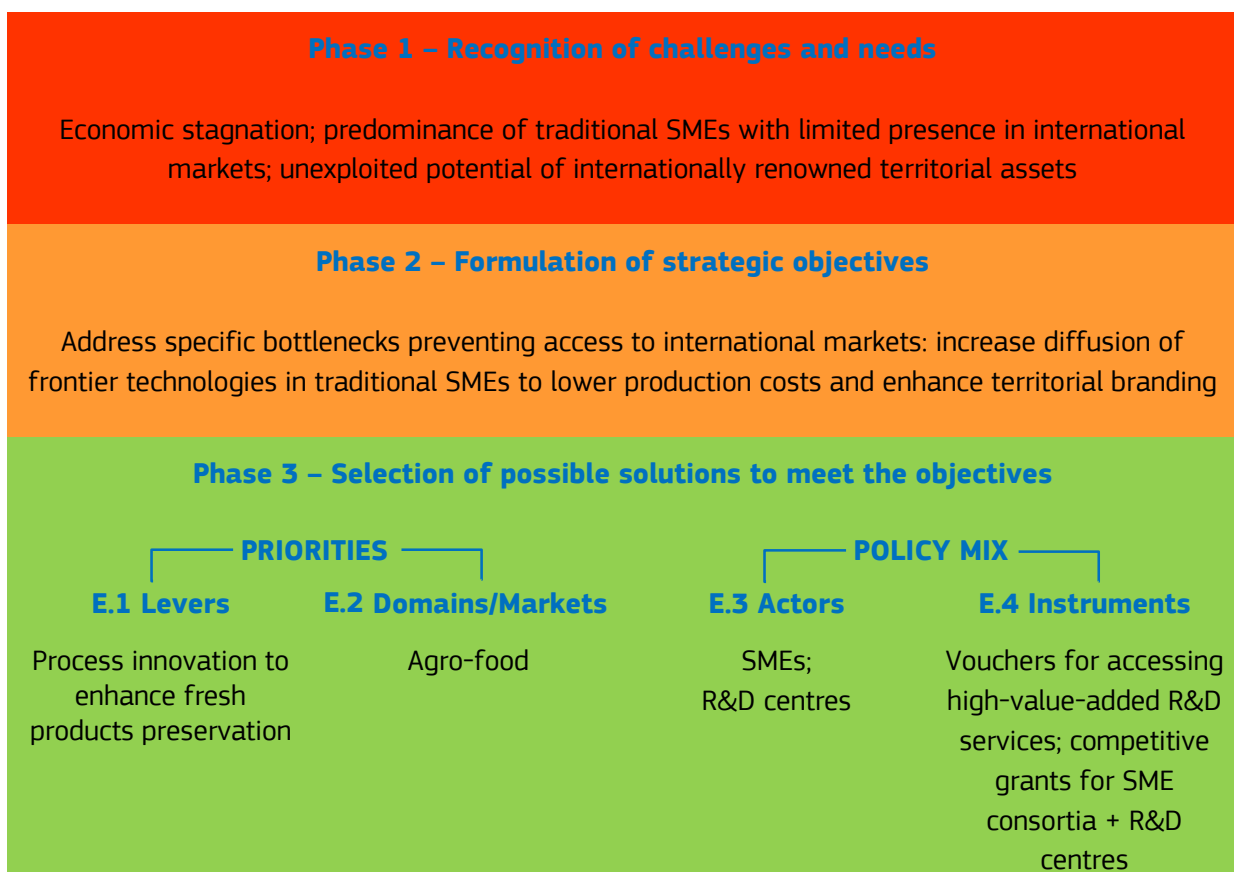 Phase 1 – Recognition of challenges and needs
Economic stagnation; predominance of traditional SMEs with limited presence in international
markets; unexploited potential of internationally renowned territorial assets
Phase 2 – Formulation of strategic objectives
Address specific bottlenecks preventing access to international markets: increase diffusion of
frontier technologies in traditional SMEs to lower production costs and enhance territorial branding
Phase 3 – Selection of possible solutions to meet the objectives
PRIORITIES
E.1 Levers
Process innovation to
enhance fresh
products preservation
E.2 Domains/Markets
Agro-food
POLICY MIX
E.3 Actors
SMEs;
R&D centres
E.4 Instruments
Vouchers for accessing
high-value-added R&D
services; competitive
grants for SME
consortia + R&D
centres